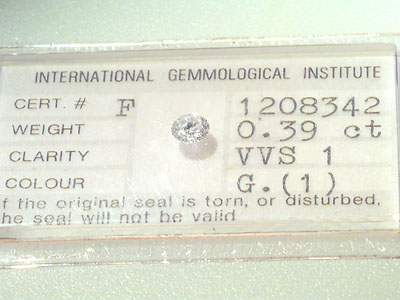 INTERNATIONAL GEMMOLOGICAL INSTITUTE
CERT. # F 1208342
WEIGHT 0.39 ct
CLARITY VVS 1
COLOUR G.(1)
f the original seal is torn, or disturbed,
he seal will not be valid